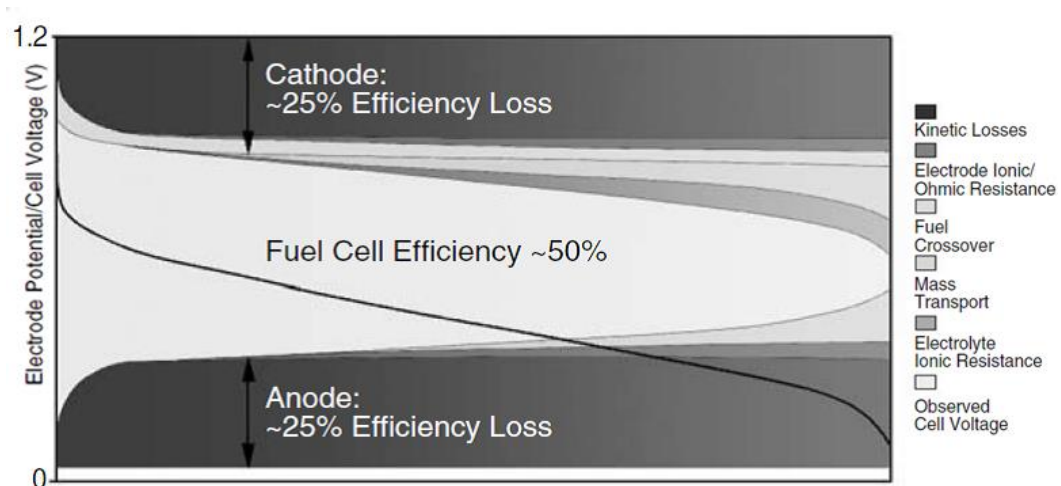 1.2
Electrode Potential/Cell Voltage (V)
0
Cathode:
~25% Efficiency Loss
Fuel Cell Efficiency ~50%
Anode:
~25% Efficiency Loss
Kinetic Losses
Electrode Ionic/
Ohmic Resistance
Fuel
Crossover
Mass
Transport
Electrolyte
Ionic Resistance
Observed
Cell Voltage